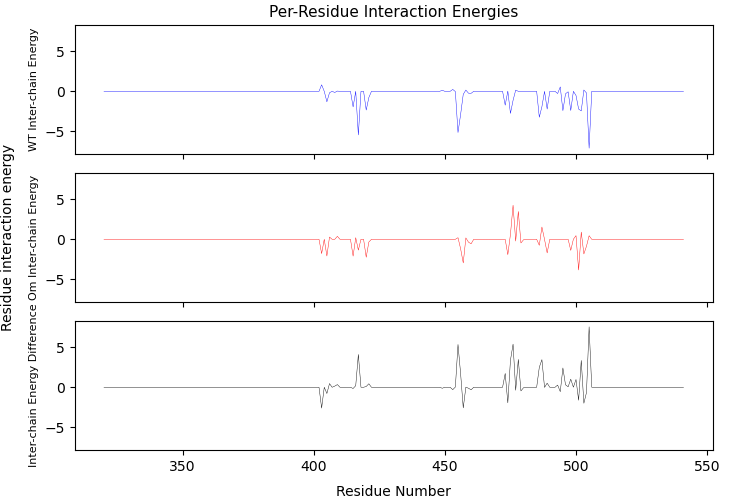 Per-Residue Interaction Energies
Residue interaction energy
WT Inter-chain Energy
5
0
−5
Om Inter-chain Energy
5
0
−5
Inter-chain Energy Difference
5
0
−5
350
400
450
500
550
Residue Number